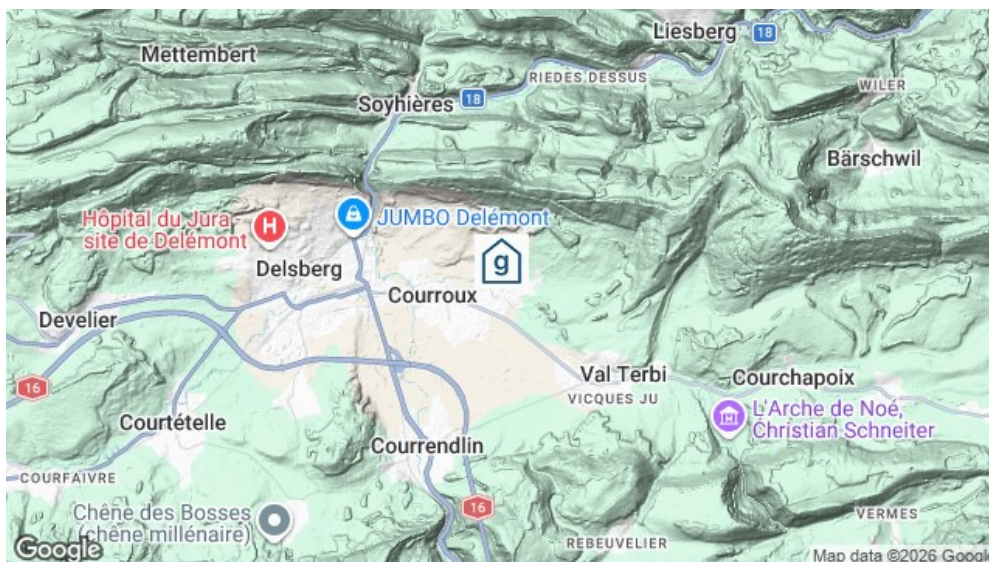 Mettembert
Liesberg
18
RIEDES DESSUS
WILER
Soyhières
18
Bärschwil
Hôpital du Jura -
site de Delémont
H
JUMBO Delémont
g
Delsberg
Courroux
Develier
16
Val Terbi
VICQUES JU
Courchapoix
Courtételle
L'Arche de Noé,
Christian Schneiter
Courrendlin
COURFAIVRE
16
Chêne des Bosses
(chêne millénaire)
VERMES
REBEUVELIER
Google
Map data ©2026 Google